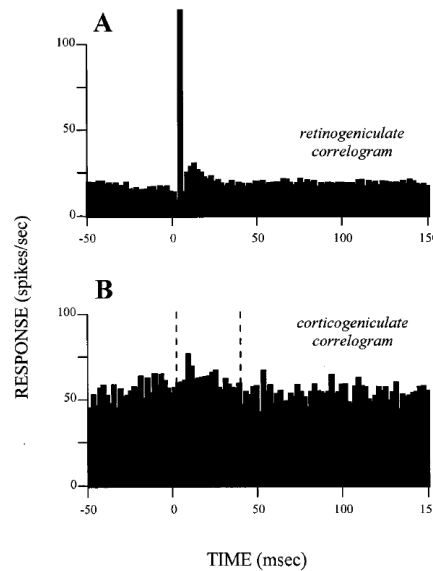 A
100
50
0
-50
0
50
100
150
retinogeniculate
correlogram
RESPONSE (spikes/sec)
B
100
50
0
-50
0
50
100
150
corticogeniculate
correlogram
TIME (msec)